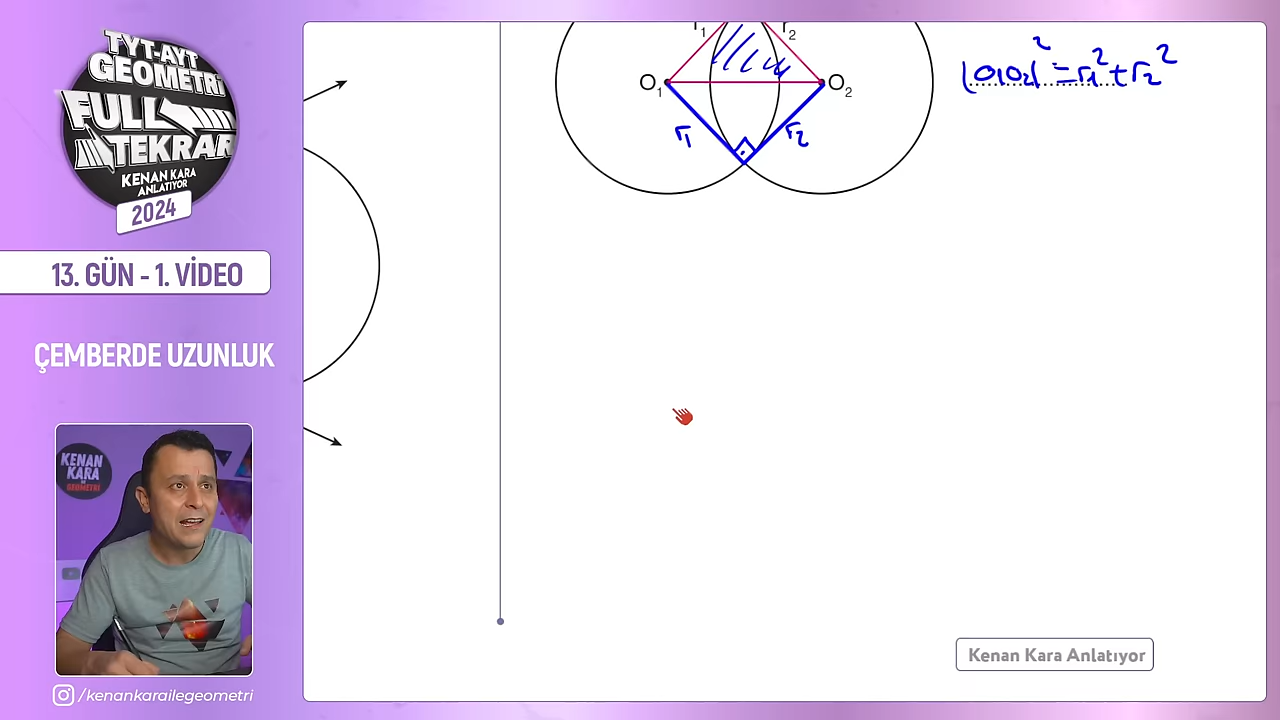 TYT-AYT
GEOMETRİ
FULL
TEKRAR
KENAN KARA
ANLATIYOR
2024
13. GÜN - 1. VİDEO
ÇEMBERDE UZUNLUK
KENAN
KARA
GEOMETRİ
/kenankarailegeometri
r1 r2
O1 O2
r1 r2
|O1O2|² = r1² + r2²
Kenan Kara Anlatıyor